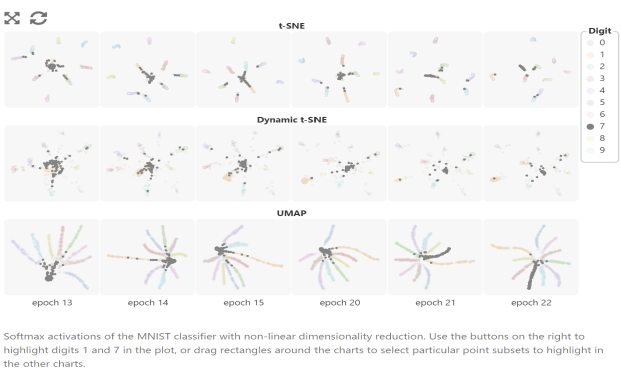 t-SNE
Digit
0
1
2
3
4
5
6
7
8
9
Dynamic t-SNE
UMAP
epoch 13 epoch 14 epoch 15 epoch 20 epoch 21 epoch 22
Softmax activations of the MNIST classifier with non-linear dimensionality reduction. Use the buttons on the right to
highlight digits 1 and 7 in the plot, or drag rectangles around the charts to select particular point subsets to highlight in
the other charts.